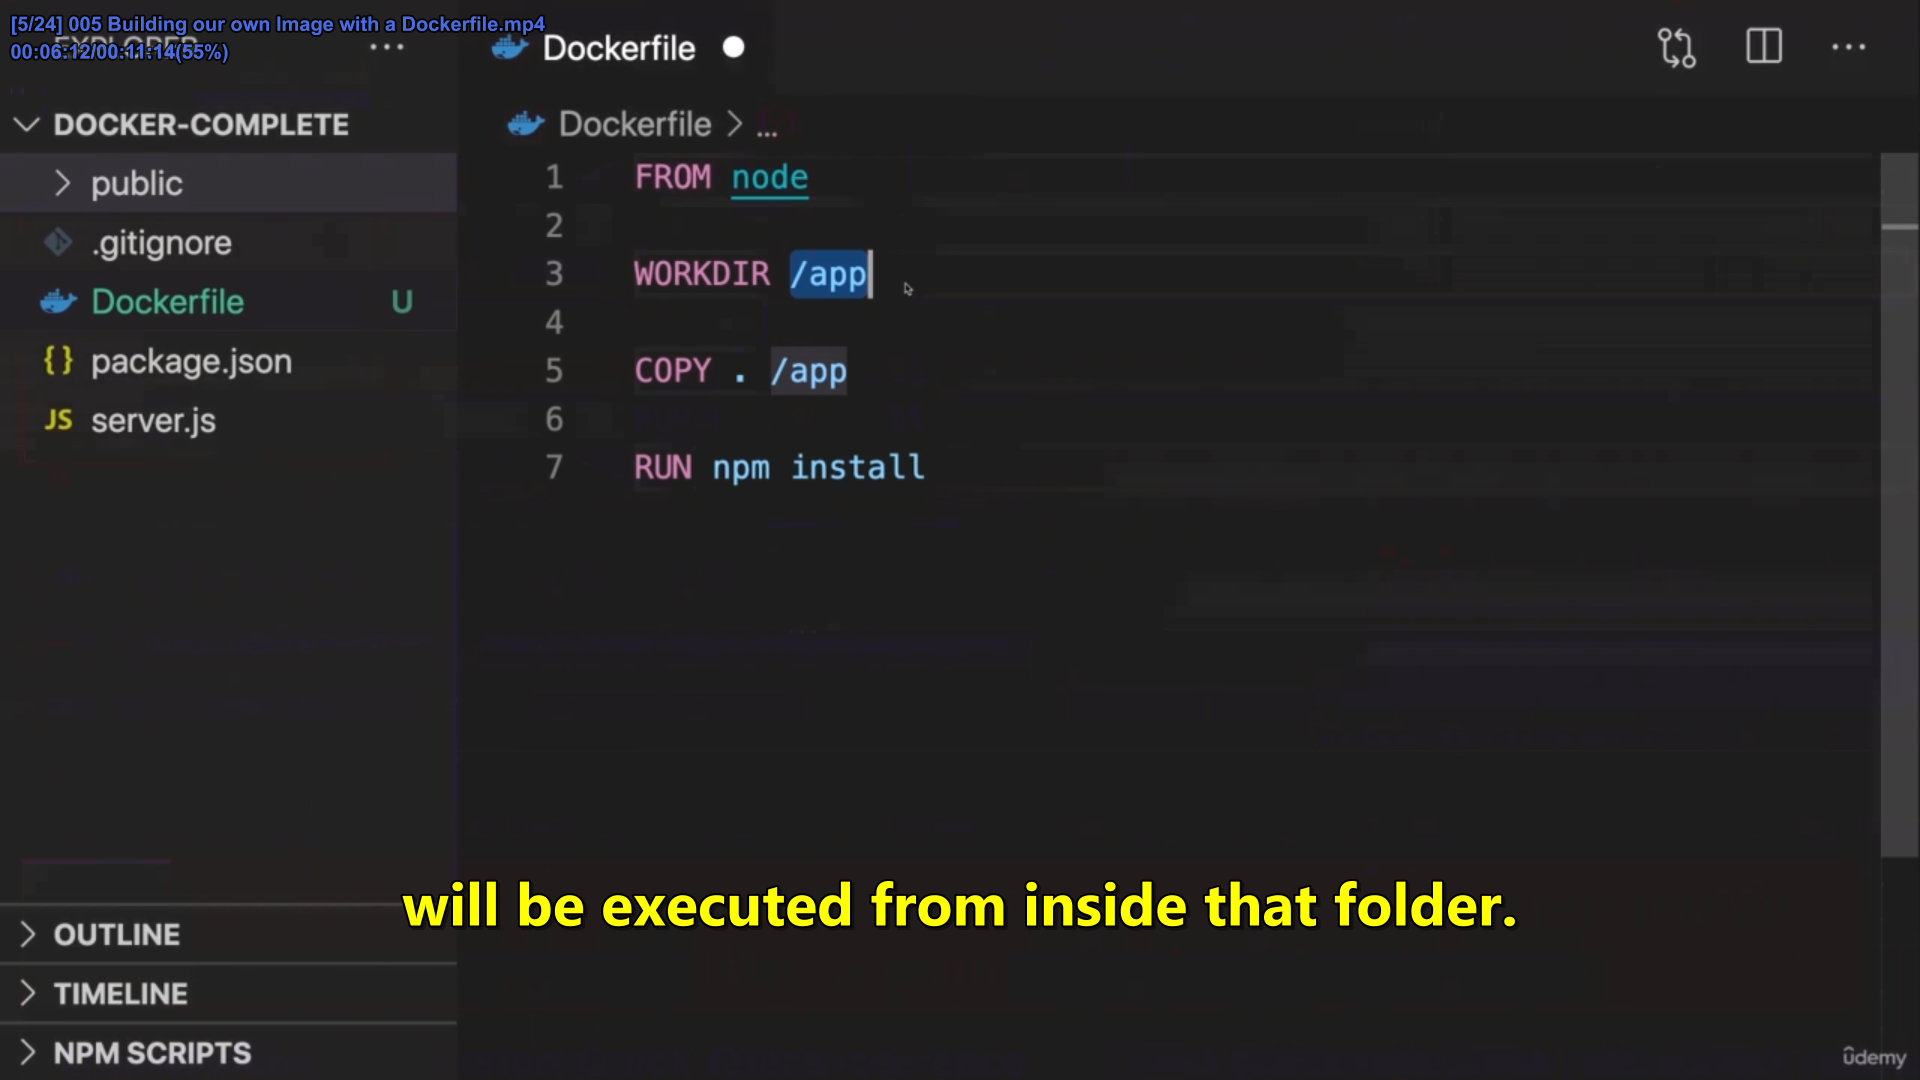 [5/24] 005 Building our own Image with a Dockerfile.mp4
00:06:12/00:11:14(55%)
EXPLORER
Dockerfile
DOCKER-COMPLETE
public
.gitignore
Dockerfile U
package.json
JS server.js
Dockerfile > ...
1 FROM node
2
3 WORKDIR /app
4
5 COPY . /app
6
7 RUN npm install
will be executed from inside that folder.
OUTLINE
TIMELINE
NPM SCRIPTS
udemy